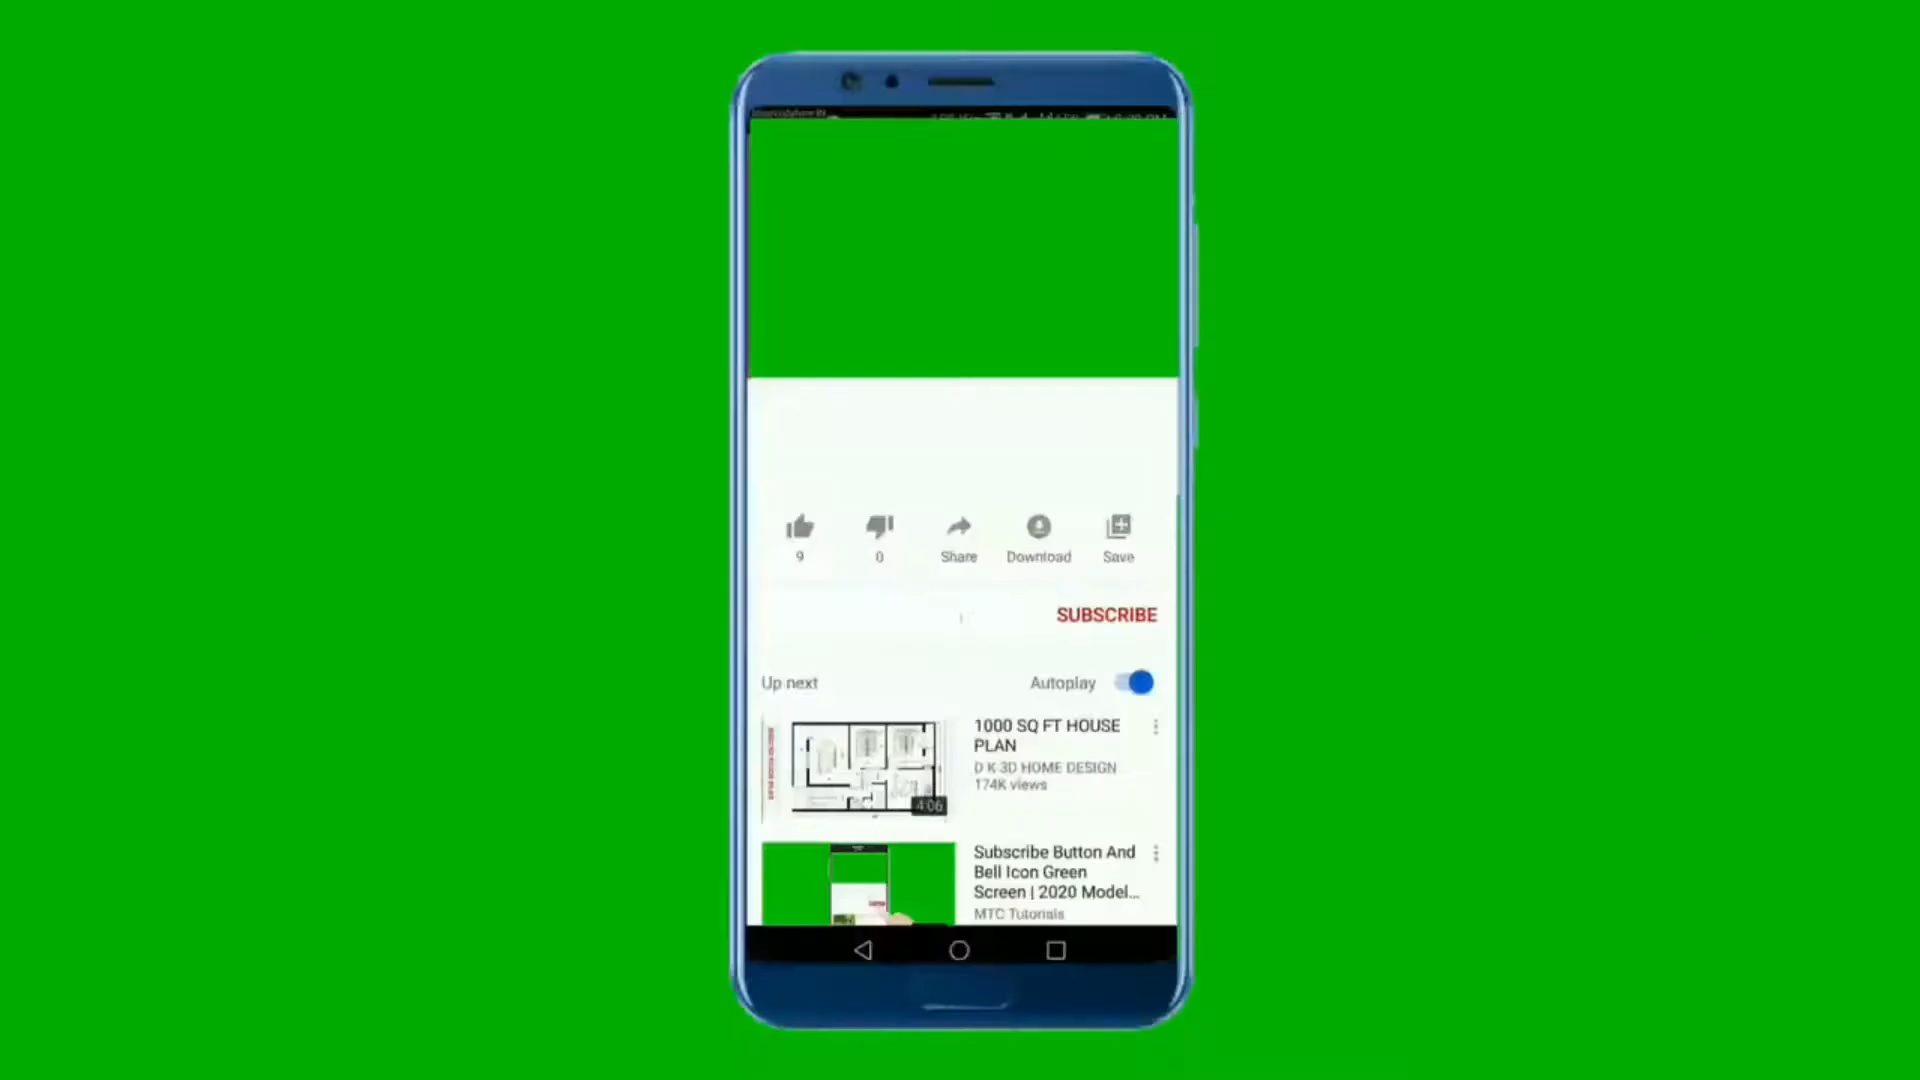 9
0
Share
Download
Save
SUBSCRIBE
Up next
Autoplay
1000 SQ FT HOUSE
PLAN
D K 3D HOME DESIGN
174K views
4:06
Subscribe Button And
Bell Icon Green
Screen | 2020 Model...
MTC Tutorials